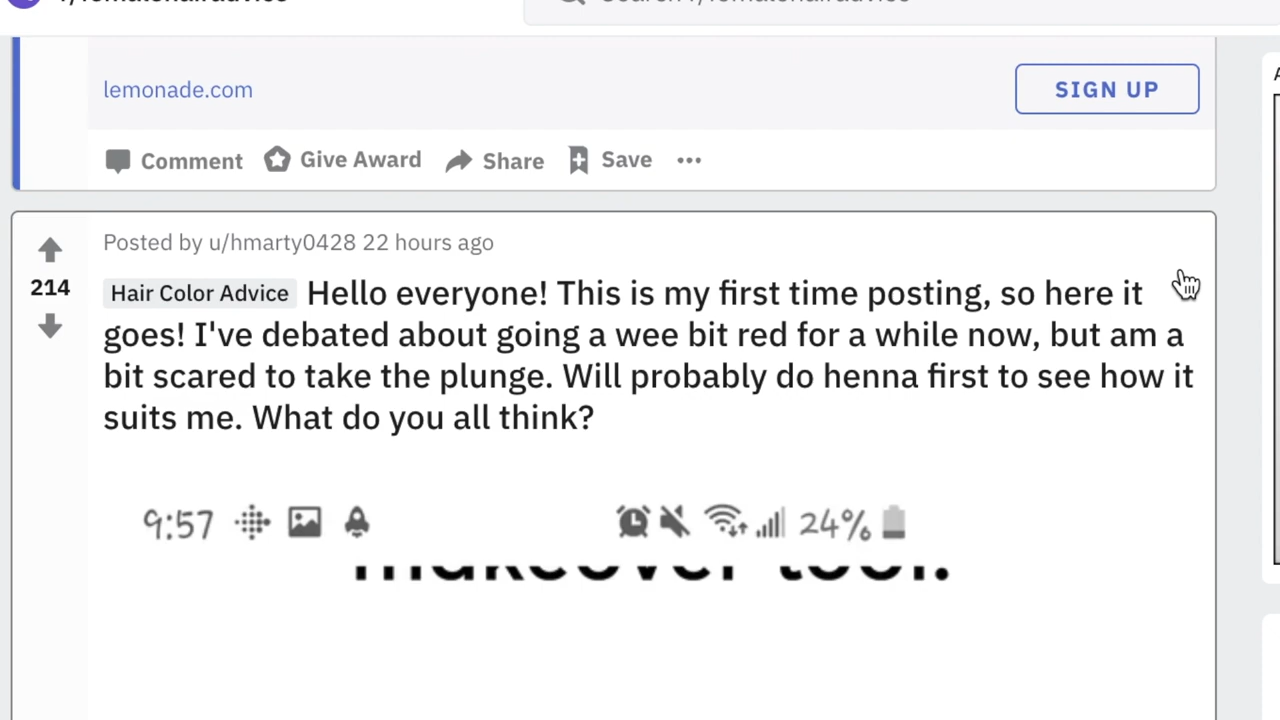 lemonade.com
SIGN UP
Comment Give Award Share Save
214
Posted by u/hmarty0428 22 hours ago
Hair Color Advice Hello everyone! This is my first time posting, so here it
goes! I've debated about going a wee bit red for a while now, but am a
bit scared to take the plunge. Will probably do henna first to see how it
suits me. What do you all think?
9:57 24%
makeover tool.